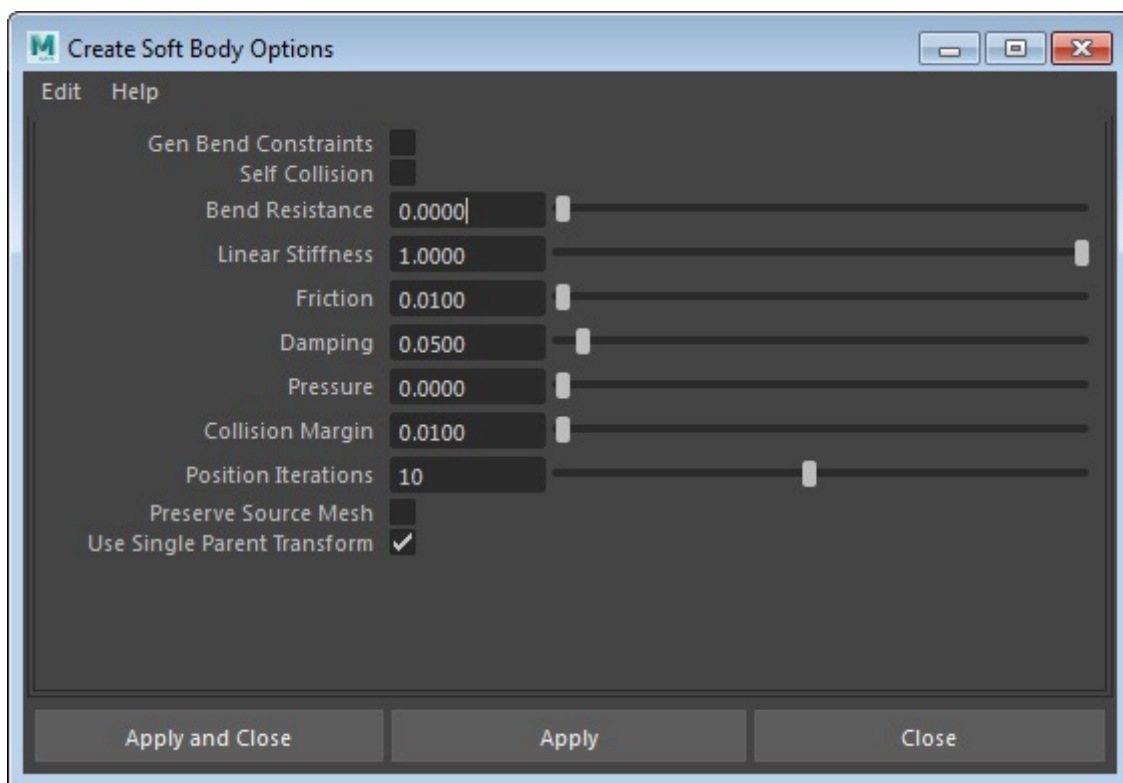 Create Soft Body Options
Edit Help
Gen Bend Constraints
Self Collision
Bend Resistance 0.0000
Linear Stiffness 1.0000
Friction 0.0100
Damping 0.0500
Pressure 0.0000
Collision Margin 0.0100
Position Iterations 10
Preserve Source Mesh
Use Single Parent Transform
Apply and Close Apply Close